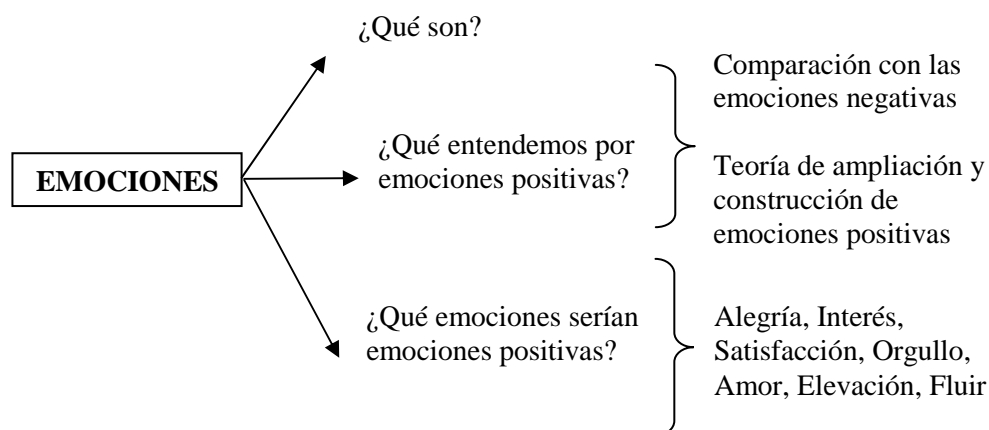 ¿Qué son?
EMOCIONES
¿Qué entendemos por
emociones positivas?
Comparación con las
emociones negativas
Teoría de ampliación y
construcción de
emociones positivas
¿Qué emociones serían
emociones positivas?
Alegría, Interés,
Satisfacción, Orgullo,
Amor, Elevación, Fluir